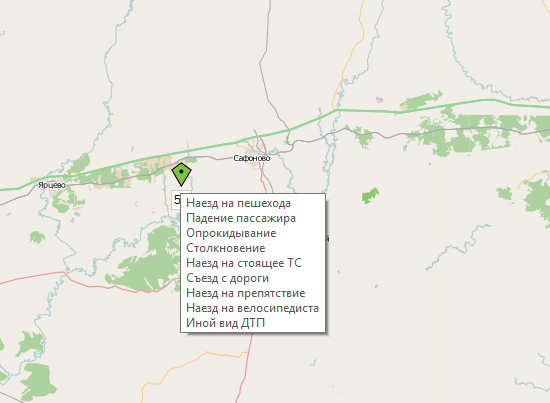 Сафоново
Ярцево
5
Наезд на пешехода
Падение пассажира
Опрокидывание
Столкновение
Наезд на стоящее ТС
Съезд с дороги
Наезд на препятствие
Наезд на велосипедиста
Иной вид ДТП